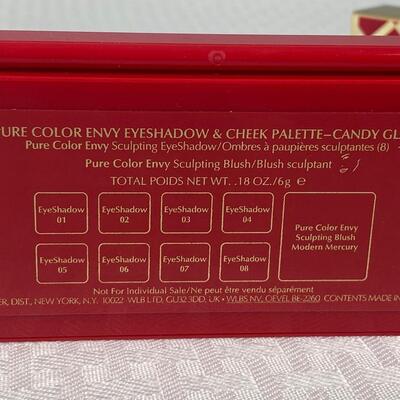 PURE COLOR ENVY EYESHADOW & CHEEK PALETTE–CANDY GL
Pure Color Envy Sculpting EyeShadow/Ombres à paupières sculptantes (8)
Pure Color Envy Sculpting Blush/Blush sculptant
TOTAL POIDS NET WT. .18 OZ./6g ℮
EyeShadow 01
EyeShadow 02
EyeShadow 03
EyeShadow 04
Pure Color Envy
Sculpting Blush
Modern Mercury
EyeShadow 05
EyeShadow 06
EyeShadow 07
EyeShadow 08
Not For Individual Sale/Ne peut être vendu séparément
ER, DIST., NEW YORK, N.Y. 10022 WLB LTD, GU32 3DD, UK • WLBS NV, OEVEL BE-2260 CONTENTS MADE IN